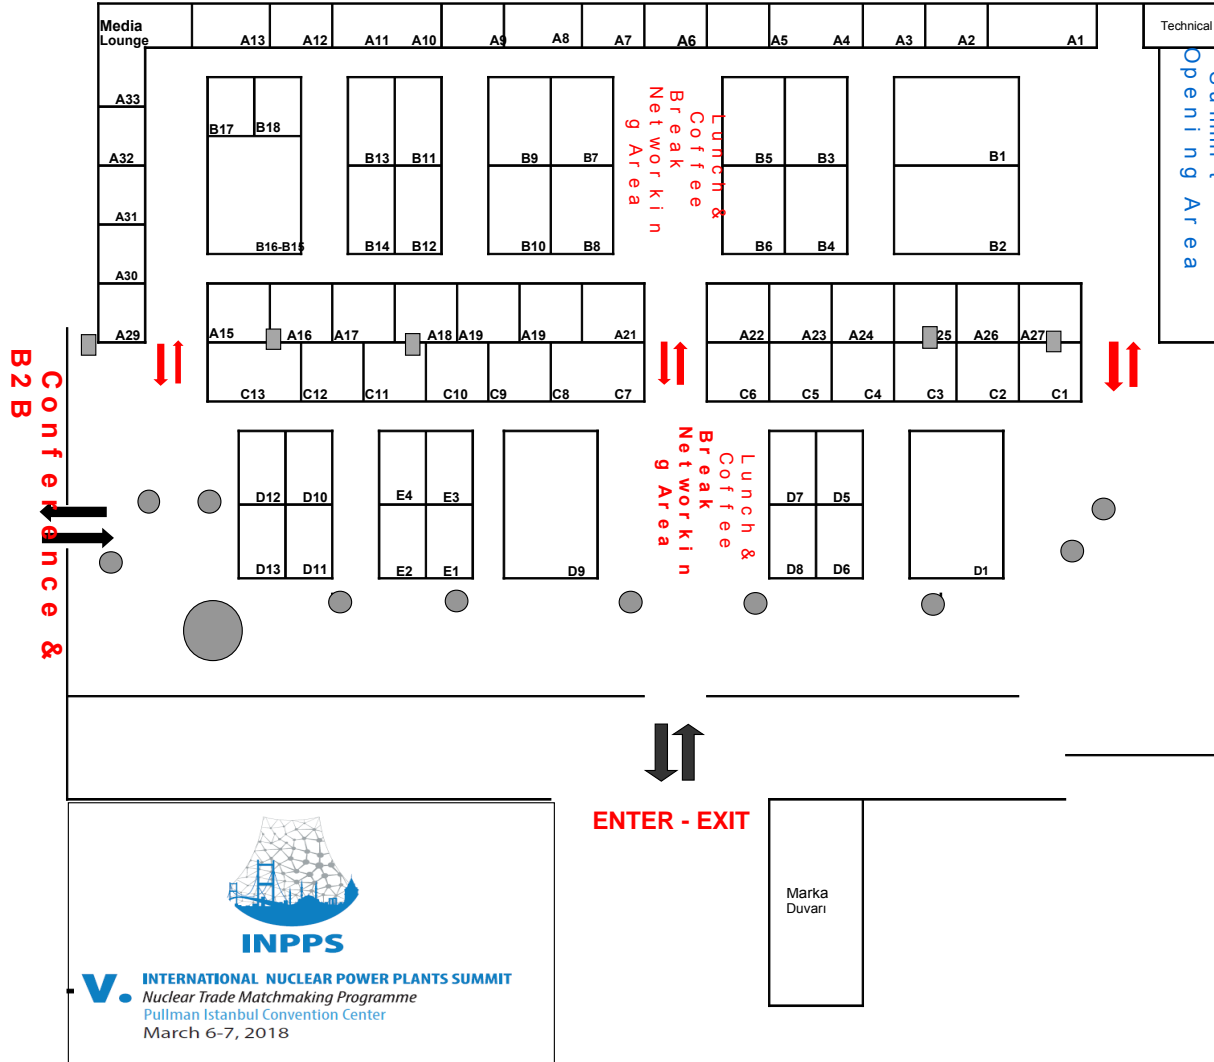 Media
Lounge
A13
A12
A11
A10
A9
A8
A7
A6
A5
A4
A3
A2
A1
Technical
A33
A32
A31
A30
A29
B17
B18
B16-B15
B13
B11
B14
B12
B9
B7
B10
B8
Lunch &
Coffee
Break
Networkin
g Area
B5
B3
B6
B4
B1
B2
Opening Area
A15
A16
A17
A18
A19
A19
A21
A22
A23
A24
25
A26
A27
C13
C12
C11
C10
C9
C8
C7
C6
C5
C4
C3
C2
C1
Conference &
B2B
D12
D10
D13
D11
E4
E3
E2
E1
D9
Lunch &
Coffee
Break
Networkin
g Area
D7
D5
D8
D6
D1
ENTER - EXIT
Marka
Duvarı
INPPS
V.
INTERNATIONAL NUCLEAR POWER PLANTS SUMMIT
Nuclear Trade Matchmaking Programme
Pullman Istanbul Convention Center
March 6-7, 2018